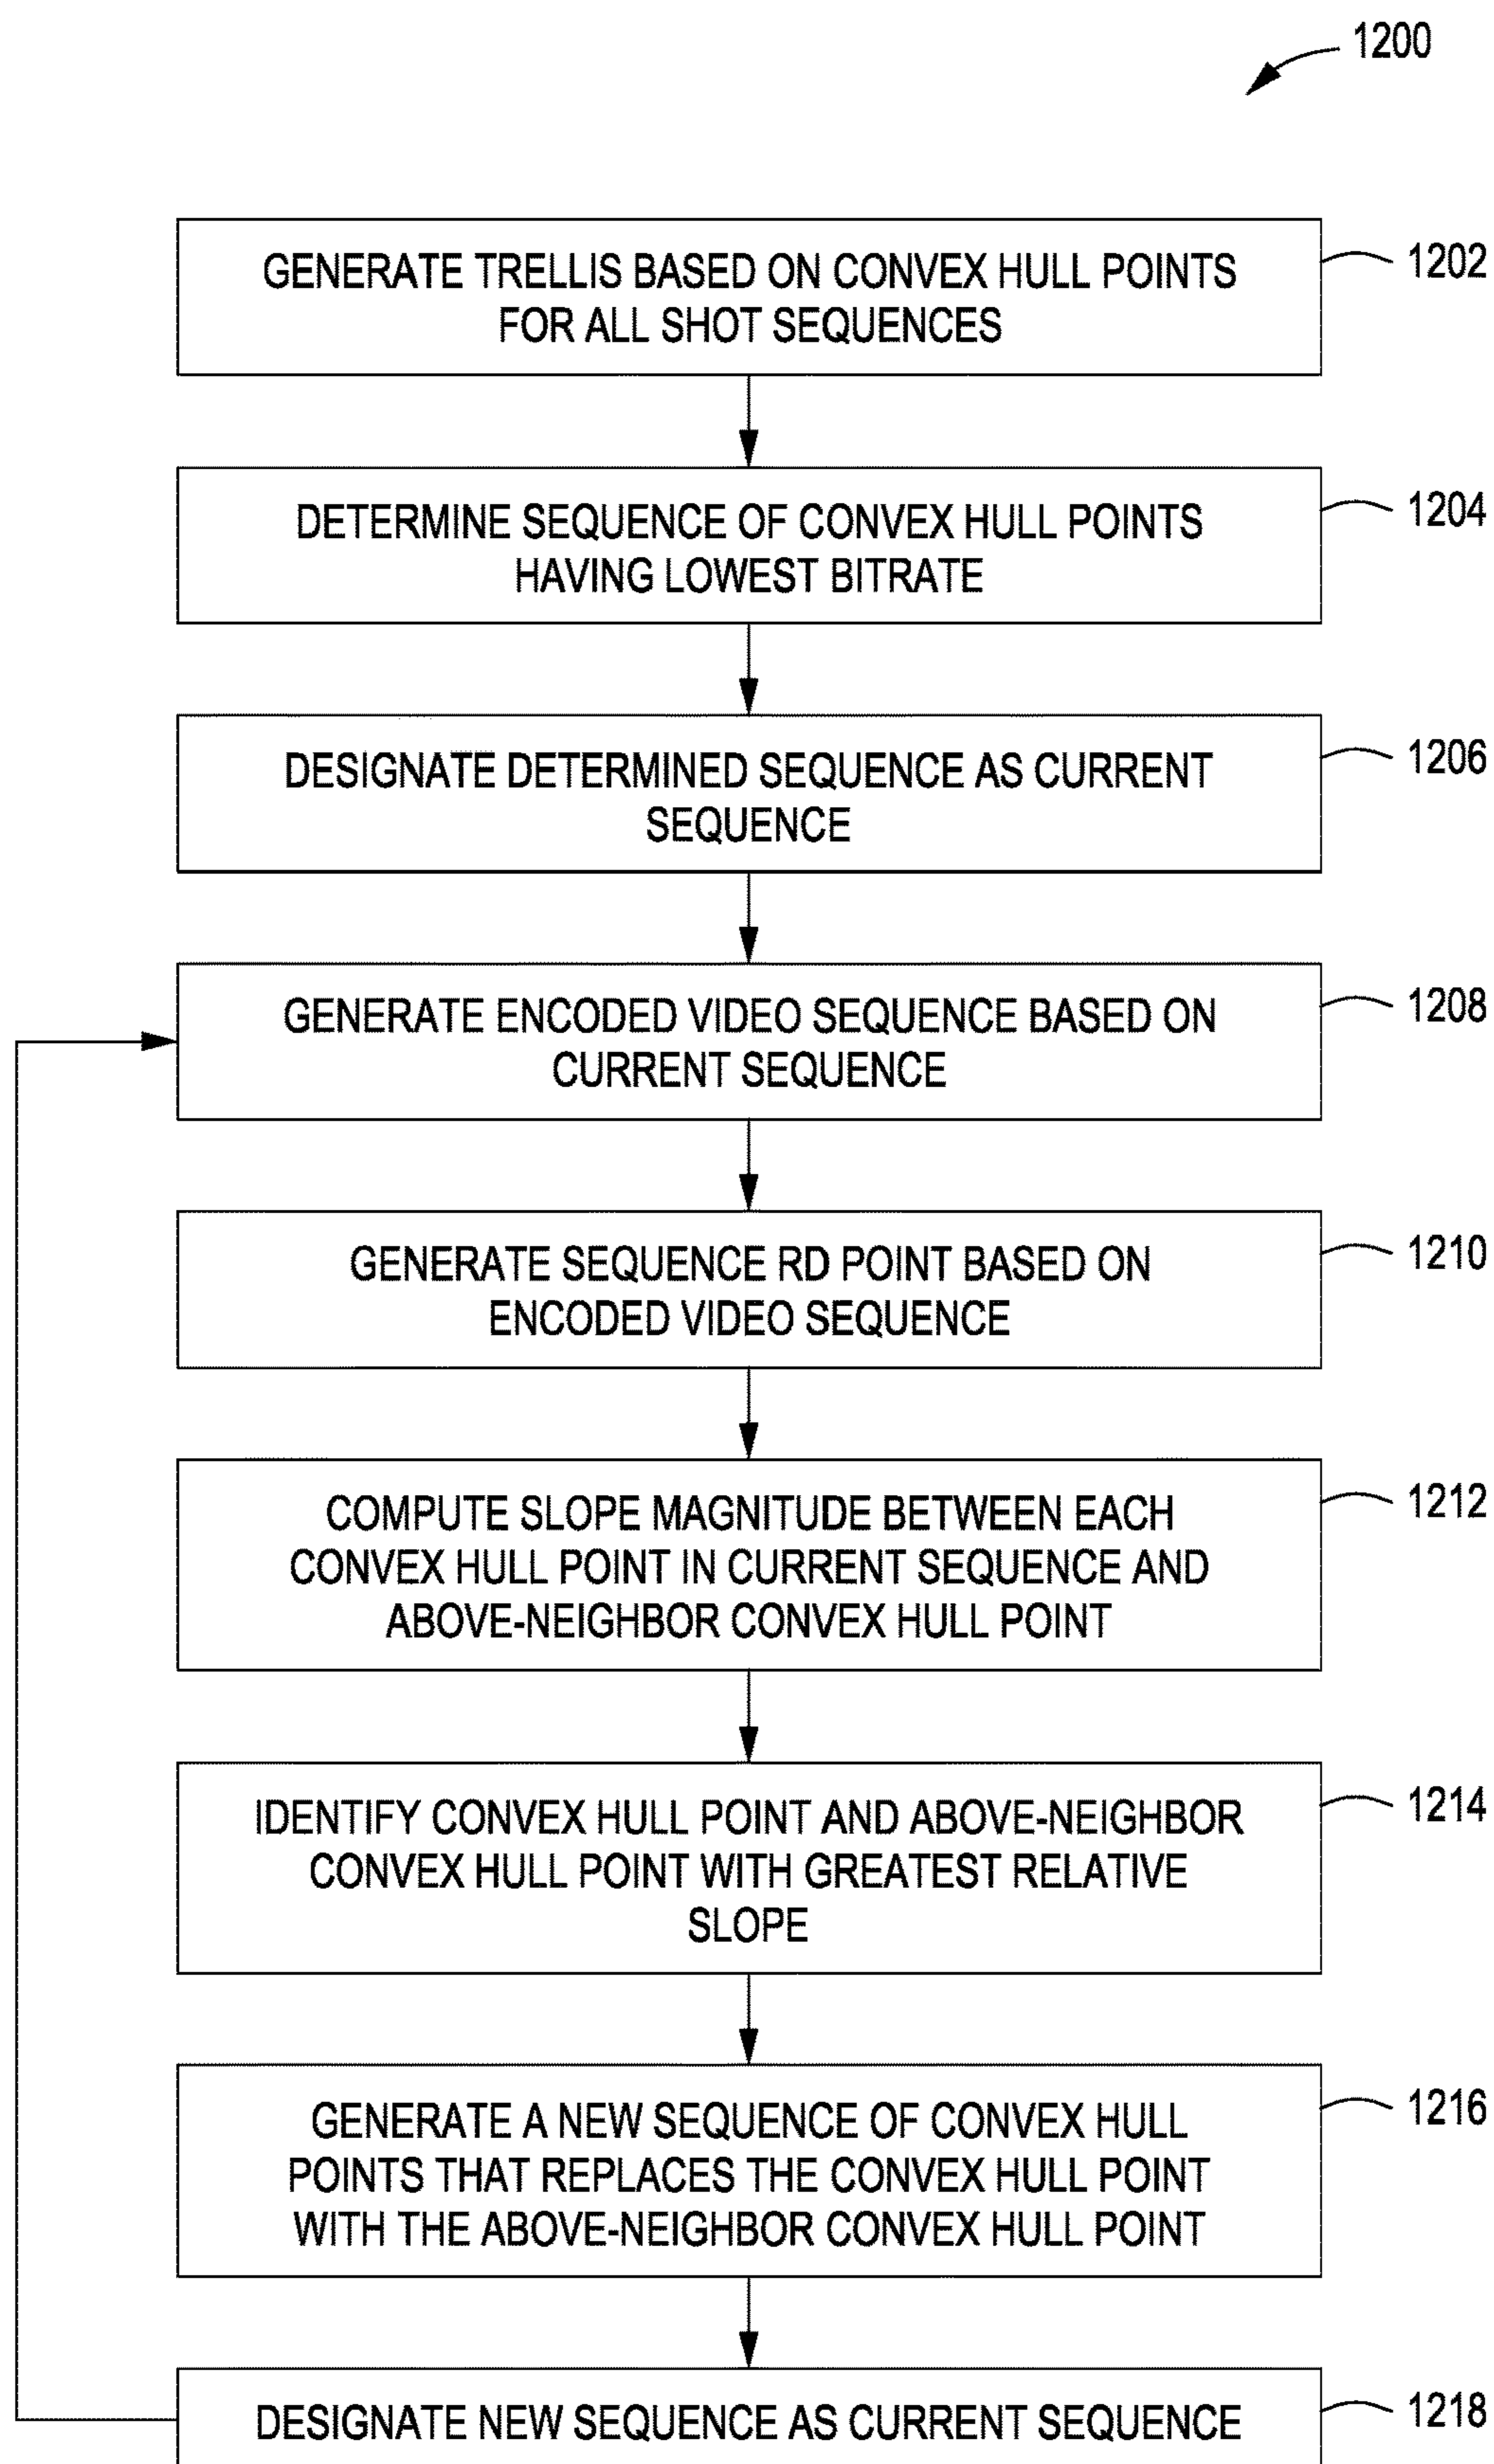 1200
GENERATE TRELLIS BASED ON CONVEX HULL POINTS
FOR ALL SHOT SEQUENCES
1202
DETERMINE SEQUENCE OF CONVEX HULL POINTS
HAVING LOWEST BITRATE
1204
DESIGNATE DETERMINED SEQUENCE AS CURRENT
SEQUENCE
1206
GENERATE ENCODED VIDEO SEQUENCE BASED ON
CURRENT SEQUENCE
1208
GENERATE SEQUENCE RD POINT BASED ON
ENCODED VIDEO SEQUENCE
1210
COMPUTE SLOPE MAGNITUDE BETWEEN EACH
CONVEX HULL POINT IN CURRENT SEQUENCE AND
ABOVE-NEIGHBOR CONVEX HULL POINT
1212
IDENTIFY CONVEX HULL POINT AND ABOVE-NEIGHBOR
CONVEX HULL POINT WITH GREATEST RELATIVE
SLOPE
1214
GENERATE A NEW SEQUENCE OF CONVEX HULL
POINTS THAT REPLACES THE CONVEX HULL POINT
WITH THE ABOVE-NEIGHBOR CONVEX HULL POINT
1216
DESIGNATE NEW SEQUENCE AS CURRENT SEQUENCE
1218